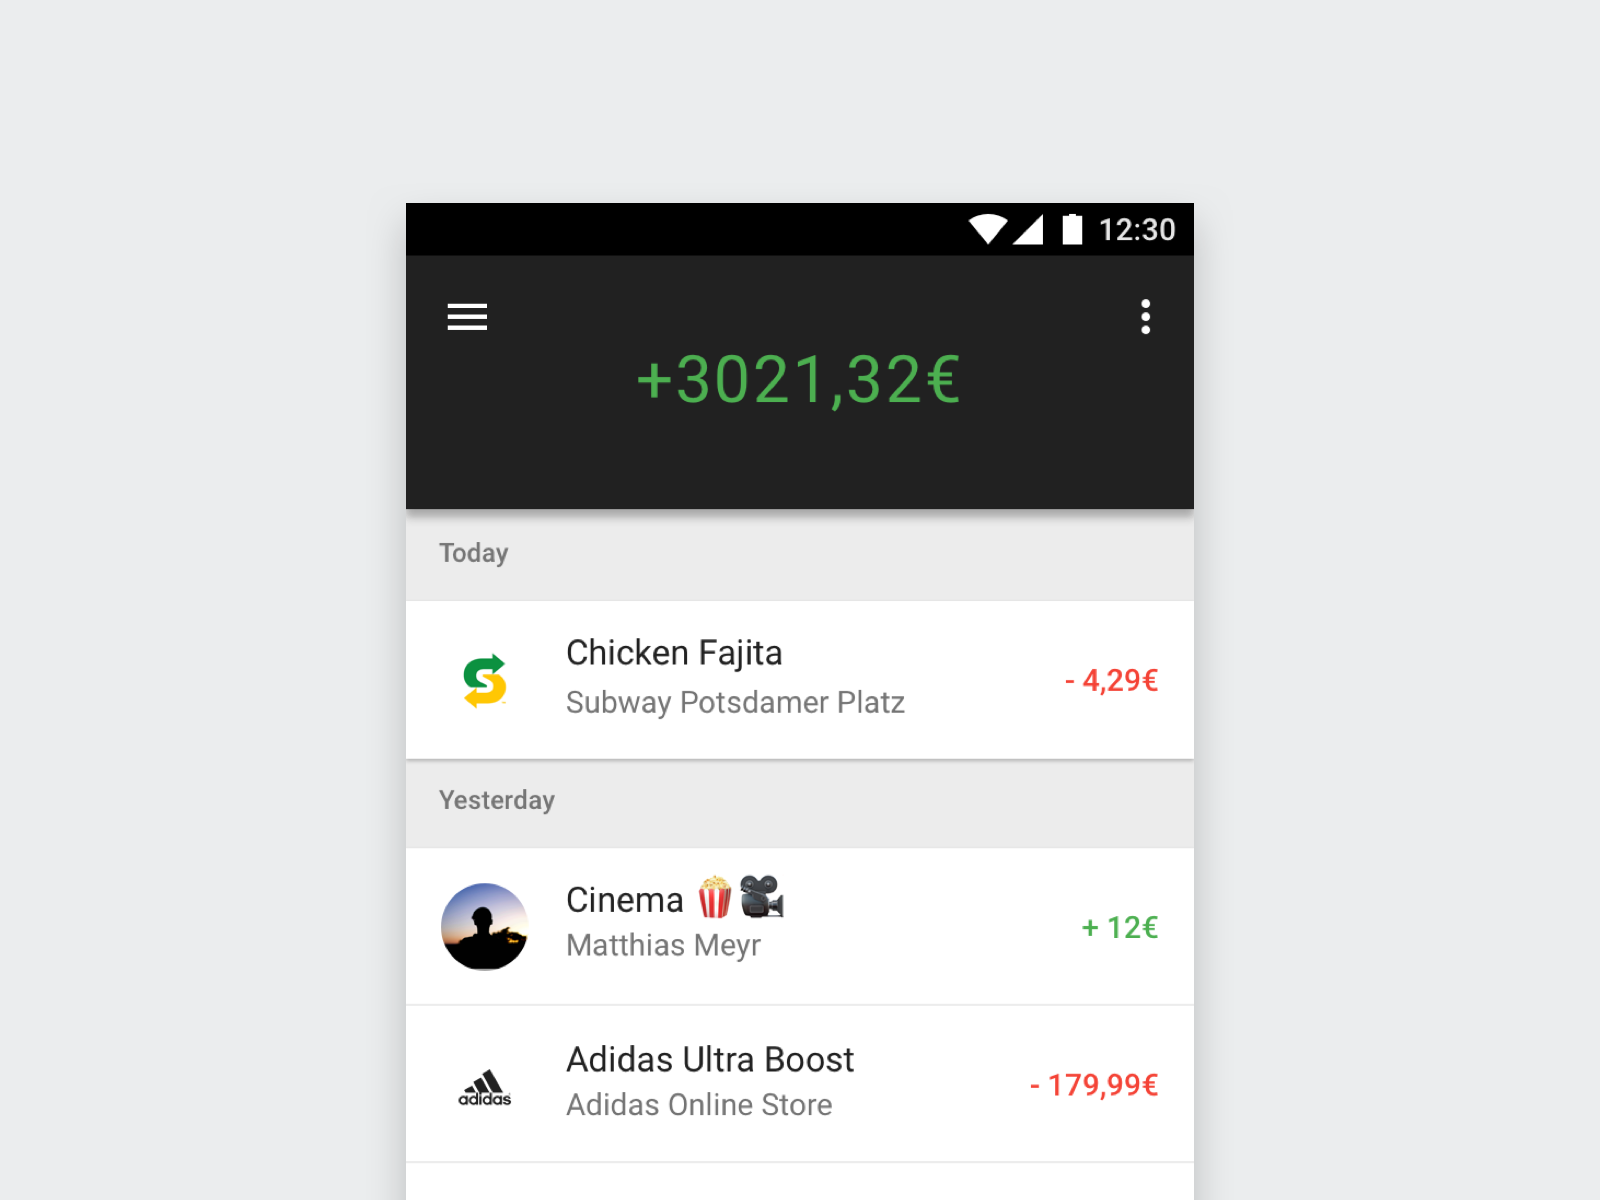 12:30
+3021,32€
Today
Chicken Fajita
Subway Potsdamer Platz
- 4,29€
Yesterday
Cinema 🍿🎥
Matthias Meyr
+ 12€
adidas
Adidas Ultra Boost
Adidas Online Store
- 179,99€